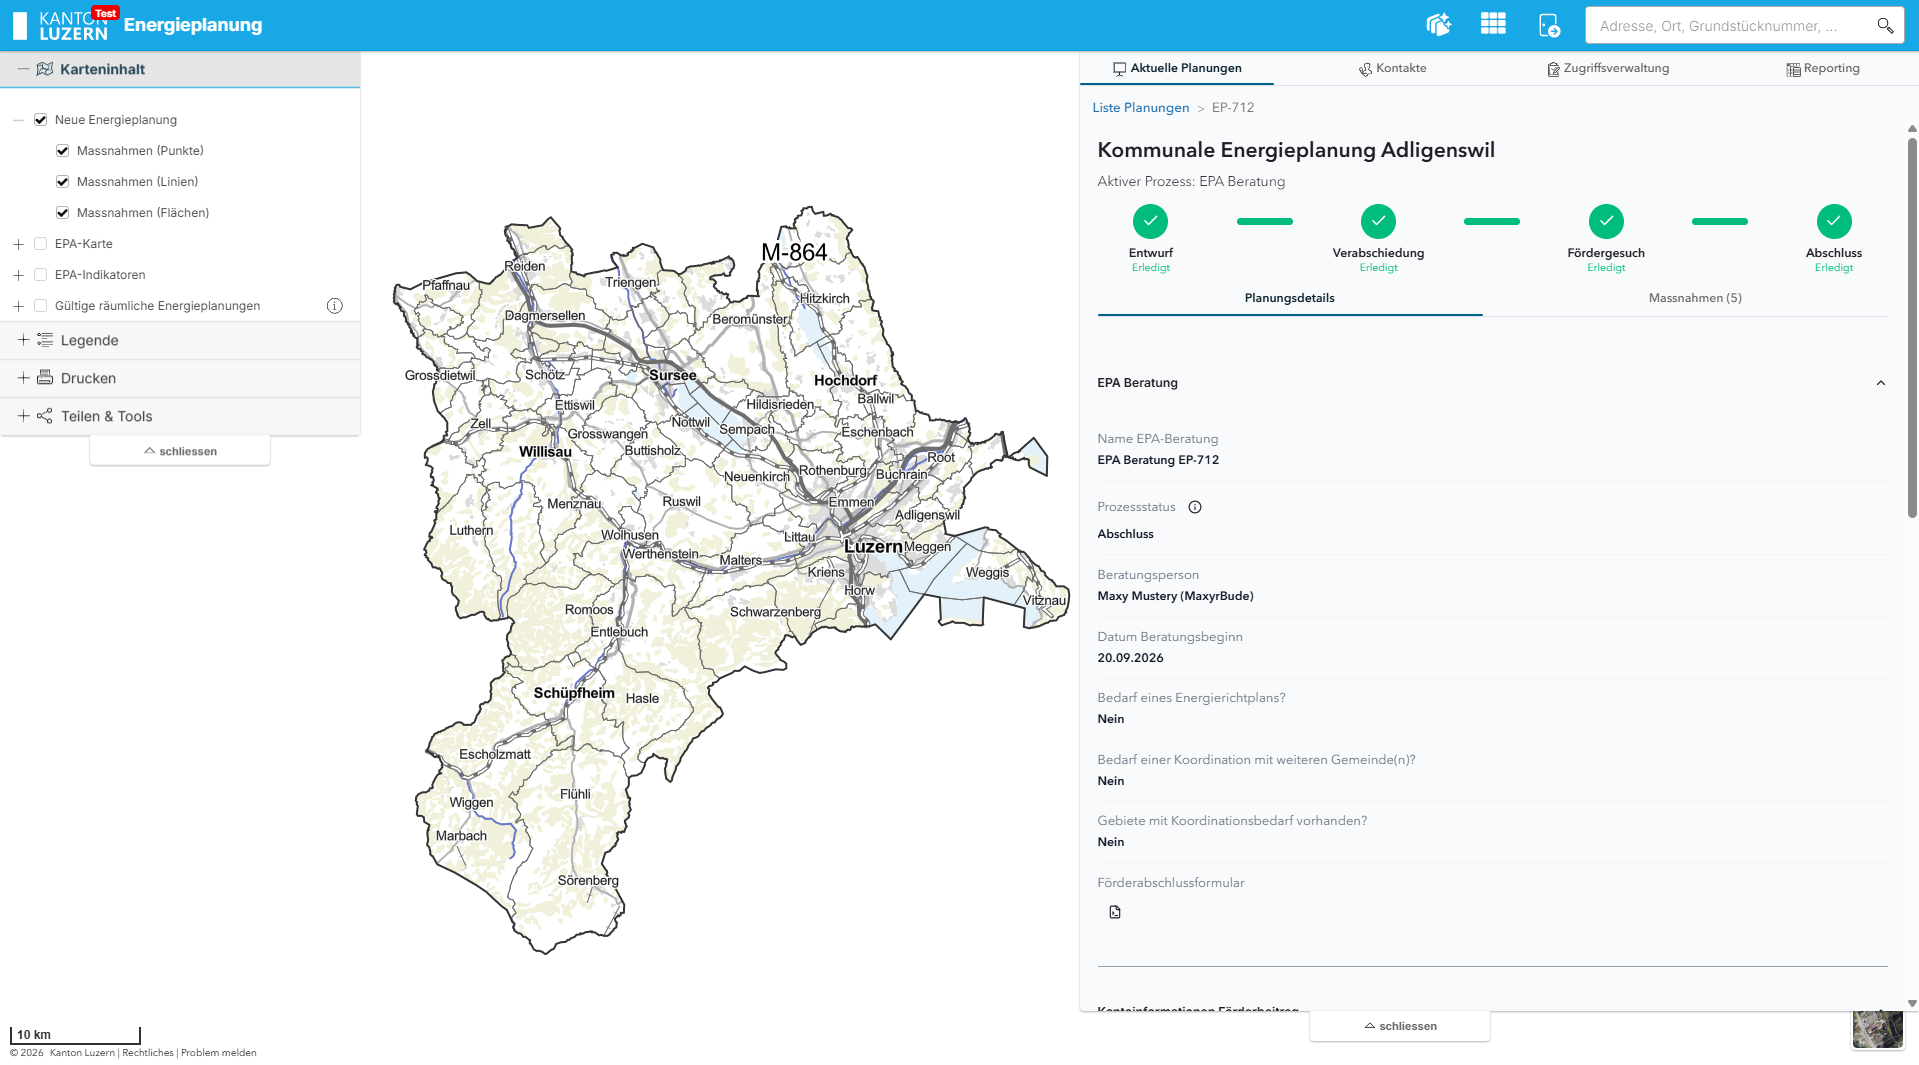 KANTON
LUZERN
Test
Energieplanung
Adresse, Ort, Grundstücknummer, ...
Karteninhalt
Neue Energieplanung
Massnahmen (Punkte)
Massnahmen (Linien)
Massnahmen (Flächen)
EPA-Karte
EPA-Indikatoren
Gültige räumliche Energieplanungen
Legende
Drucken
Teilen & Tools
schliessen
M-864
Reiden
Pfaffnau
Triengen
Hitzkirch
Dagmersellen
Beromünster
Grossdietwil
Schötz
Sursee
Hochdorf
Ballwil
Ettiswil
Hildisrieden
Zell
Nottwil
Sempach
Eschenbach
Grosswangen
Willisau
Buttisholz
Root
Rothenburg
Buchrain
Neuenkirch
Menznau
Ruswil
Emmen
Adligenswil
Luthern
Wolhusen
Littau
Luzern
Meggen
Werthenstein
Malters
Kriens
Weggis
Horw
Vitznau
Romoos
Schwarzenberg
Entlebuch
Schüpfheim
Hasle
Escholzmatt
Flühli
Wiggen
Marbach
Sörenberg
10 km
© 2026 Kanton Luzern | Rechtliches | Problem melden
Aktuelle Planungen
Kontakte
Zugriffsverwaltung
Reporting
Liste Planungen > EP-712
Kommunale Energieplanung Adligenswil
Aktiver Prozess: EPA Beratung
Entwurf
Erledigt
Verabschiedung
Erledigt
Fördergesuch
Erledigt
Abschluss
Erledigt
Planungsdetails
Massnahmen (5)
EPA Beratung
Name EPA-Beratung
EPA Beratung EP-712
Prozessstatus
Abschluss
Beratungsperson
Maxy Mustery (MaxyrBude)
Datum Beratungsbeginn
20.09.2026
Bedarf eines Energierichtplans?
Nein
Bedarf einer Koordination mit weiteren Gemeinde(n)?
Nein
Gebiete mit Koordinationsbedarf vorhanden?
Nein
Förderabschlussformular
Kontoinformationen Förderbeitrag
schliessen